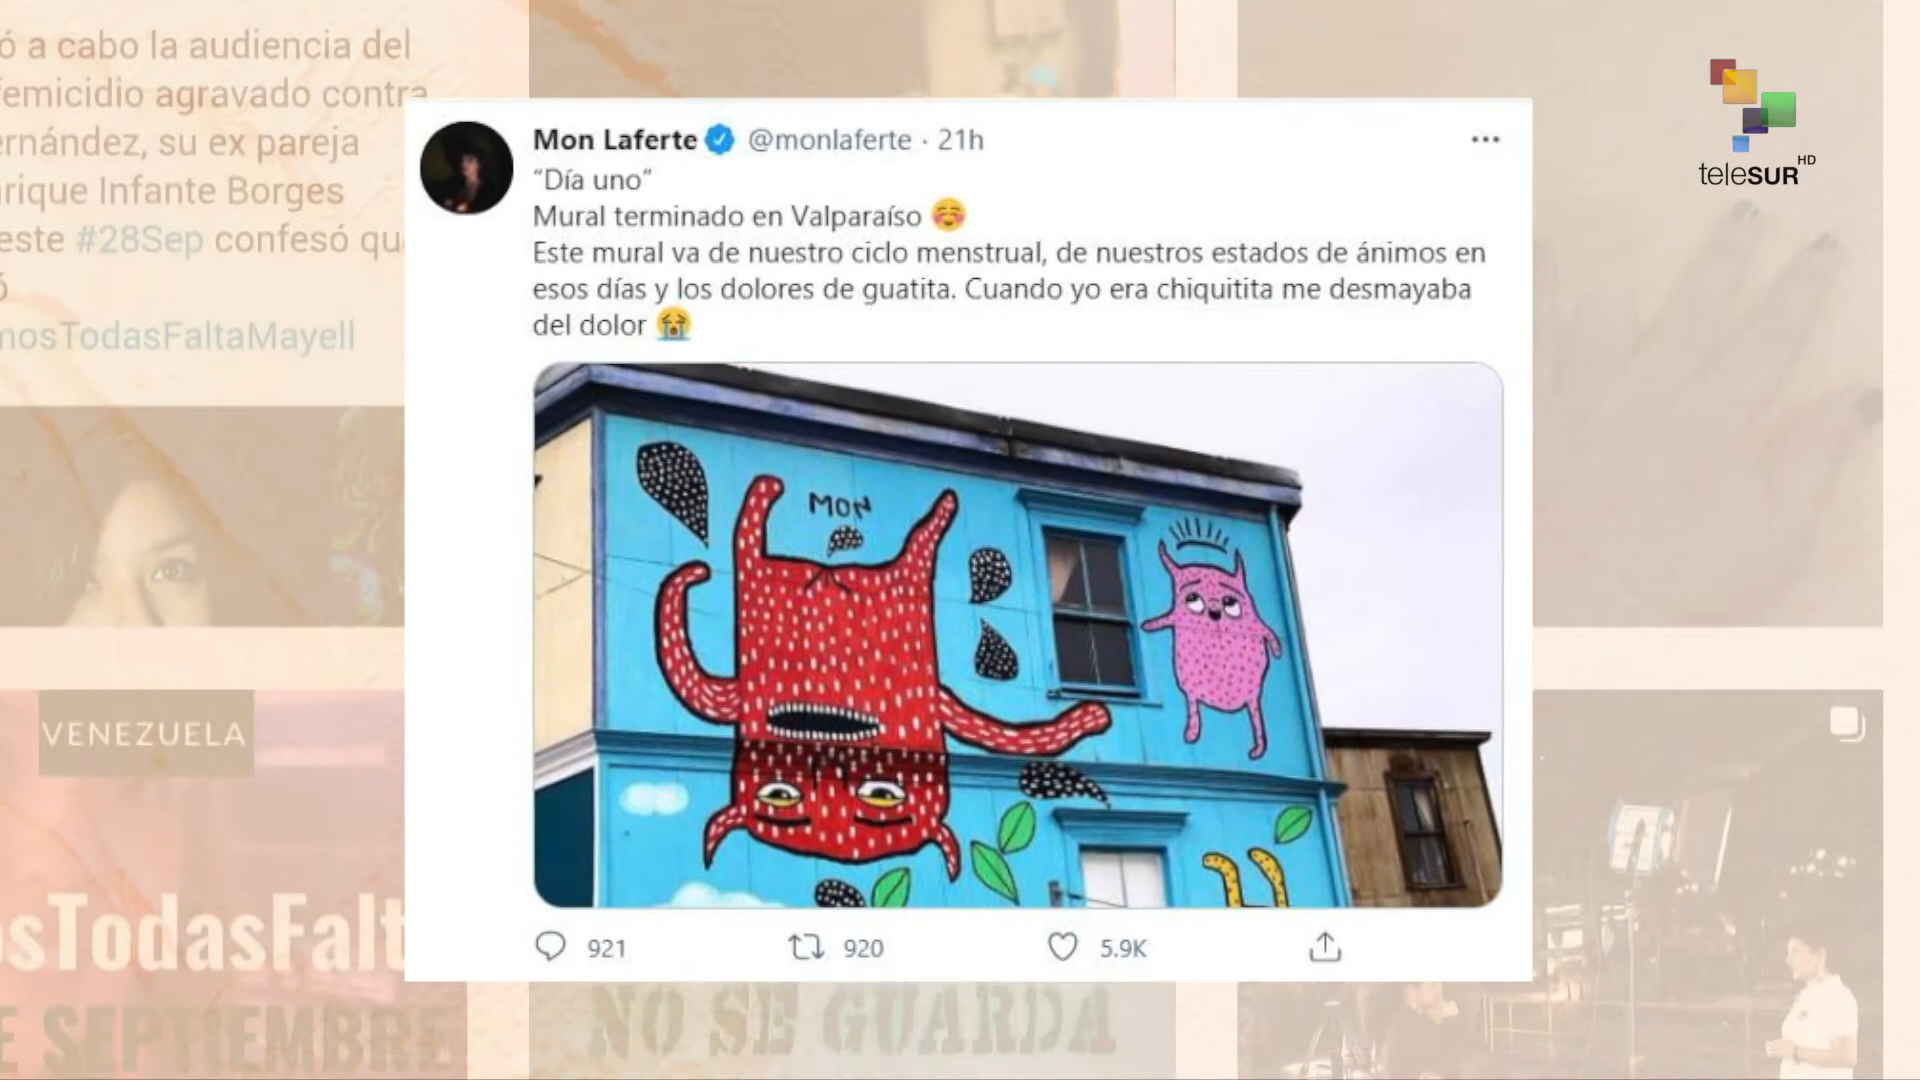 ó a cabo la audiencia del
femicidio agravado contra
rnández, su ex pareja
rique Infante Borges
este #28Sep confesó qu
ó
mosTodasFaltaMayell
teleSUR HD
Mon Laferte @monlaferte · 21h
“Día uno”
Mural terminado en Valparaíso
Este mural va de nuestro ciclo menstrual, de nuestros estados de ánimos en
esos días y los dolores de guatita. Cuando yo era chiquitita me desmayaba
del dolor
MON
921 920 5.9K
VENEZUELA
osTodasFalt
E SEPTIEMBRE
NO SE GUARDA